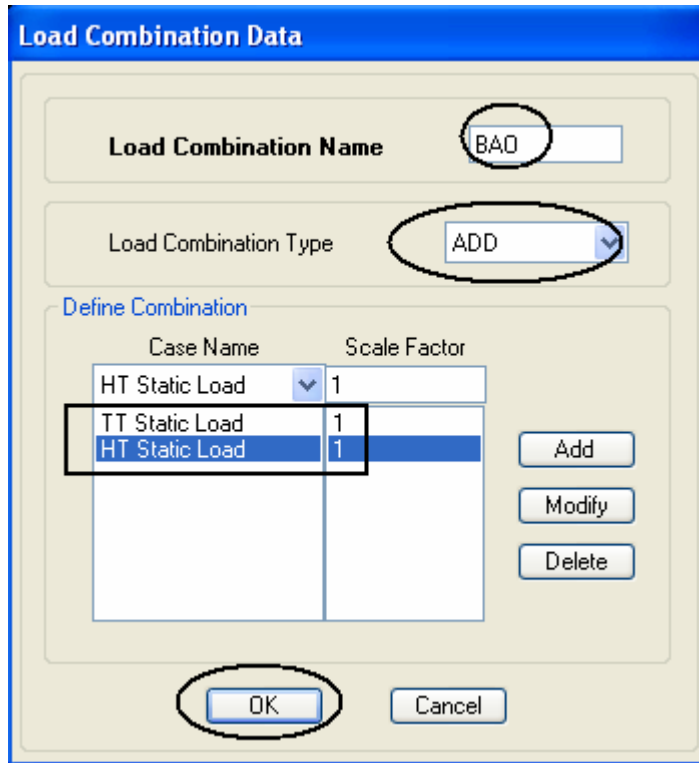 Load Combination Data
Load Combination Name BAO
Load Combination Type ADD
Define Combination
Case Name Scale Factor
HT Static Load 1
TT Static Load 1
HT Static Load 1
Add
Modify
Delete
OK Cancel